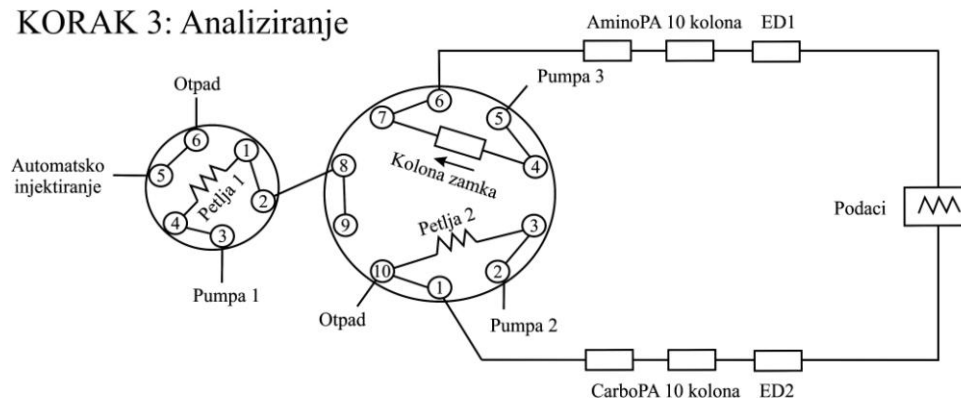 KORAK 3: Analiziranje
AminoPA 10 kolona ED1
Otpad
Pumpa 3
6
7
5
6
1
8
Kolona zamka
4
Automatsko
injektiranje
5
Petlja 1
2
Podaci
4
3
9
Petlja 2
3
10
1
2
Pumpa 1
Otpad
Pumpa 2
CarboPA 10 kolona ED2